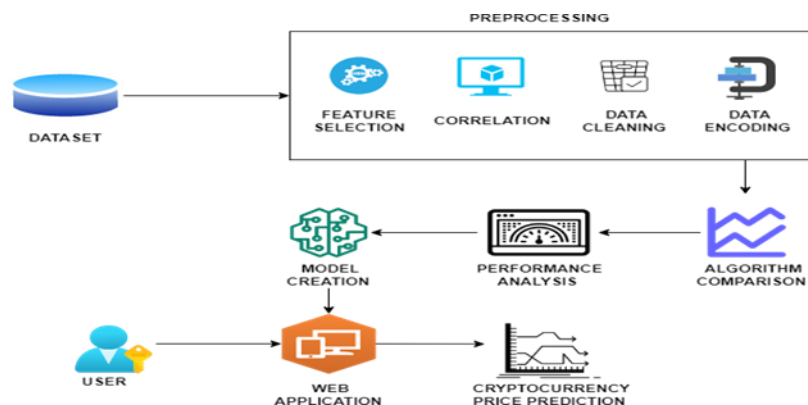 PREPROCESSING
DATASET
FEATURE
SELECTION
CORRELATION
DATA
CLEANING
DATA
ENCODING
MODEL
CREATION
PERFORMANCE
ANALYSIS
ALGORITHM
COMPARISON
USER
WEB
APPLICATION
CRYPTOCURRENCY
PRICE PREDICTION